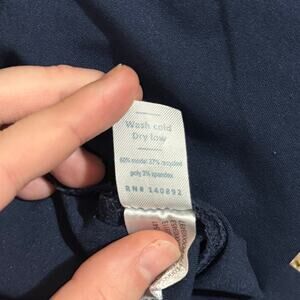 Wash cold
Dry low
60% modal 37% recycled
poly 3% spandex
RN# 140892